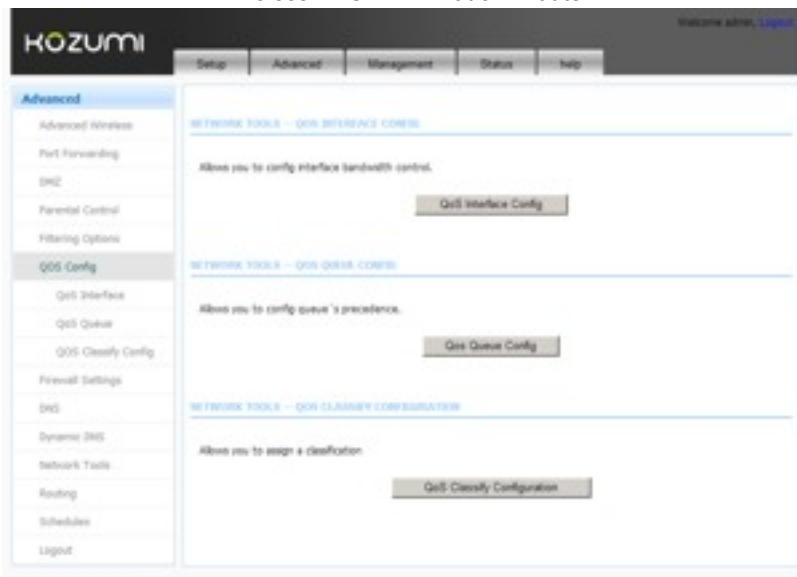 Welcome admin, Logout
KOZUMI
Setup
Advanced
Management
Status
help
Advanced
Advanced Wireless
Port Forwarding
DMZ
Parental Control
Filtering Options
QOS Config
QoS Interface
QoS Queue
QOS Classify Config
Firewall Settings
DNS
Dynamic DNS
Network Tools
Routing
Schedules
Logout
NETWORK TOOLS -- QOS INTERFACE CONFIG
Allows you to config interface bandwidth control.
QoS Interface Config
NETWORK TOOLS -- QOS QUEUE CONFIG
Allows you to config queue's precedence.
Qos Queue Config
NETWORK TOOLS -- QOS CLASSIFY CONFIGURATION
Allows you to assign a classification
QoS Classify Configuration